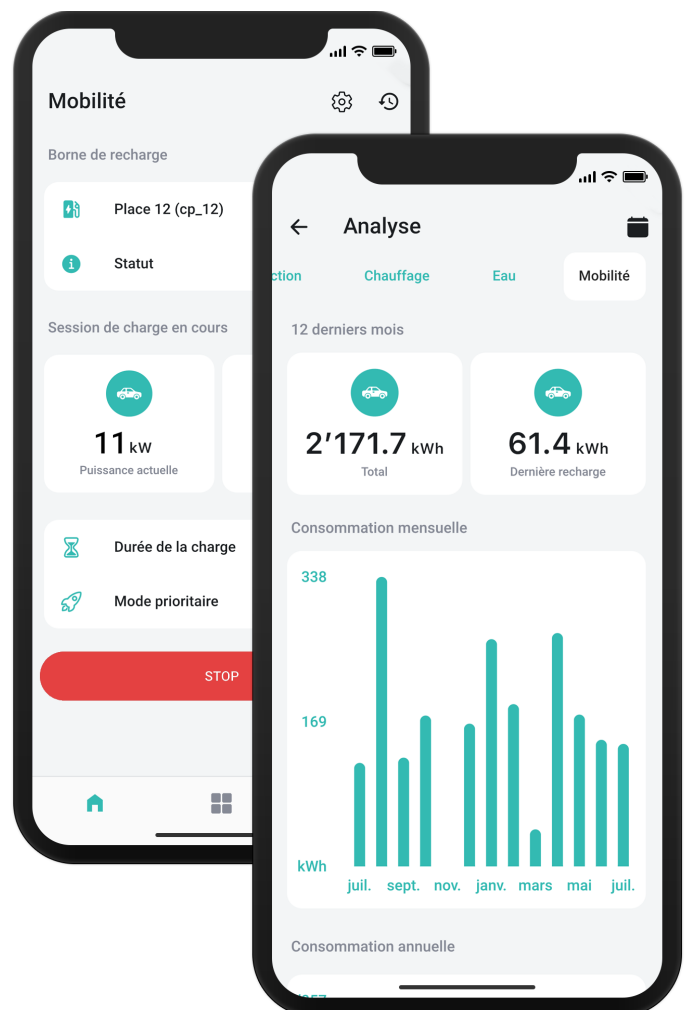 Mobilité
Borne de recharge
Place 12 (cp_12)
Statut
Session de charge en cours
11 kW
Puissance actuelle
Durée de la charge
Mode prioritaire
STOP
Analyse
ction Chauffage Eau Mobilité
12 derniers mois
2’171.7 kWh 61.4 kWh
Total Dernière recharge
Consommation mensuelle
338
169
kWh
juil. sept. nov. janv. mars mai juil.
Consommation annuelle